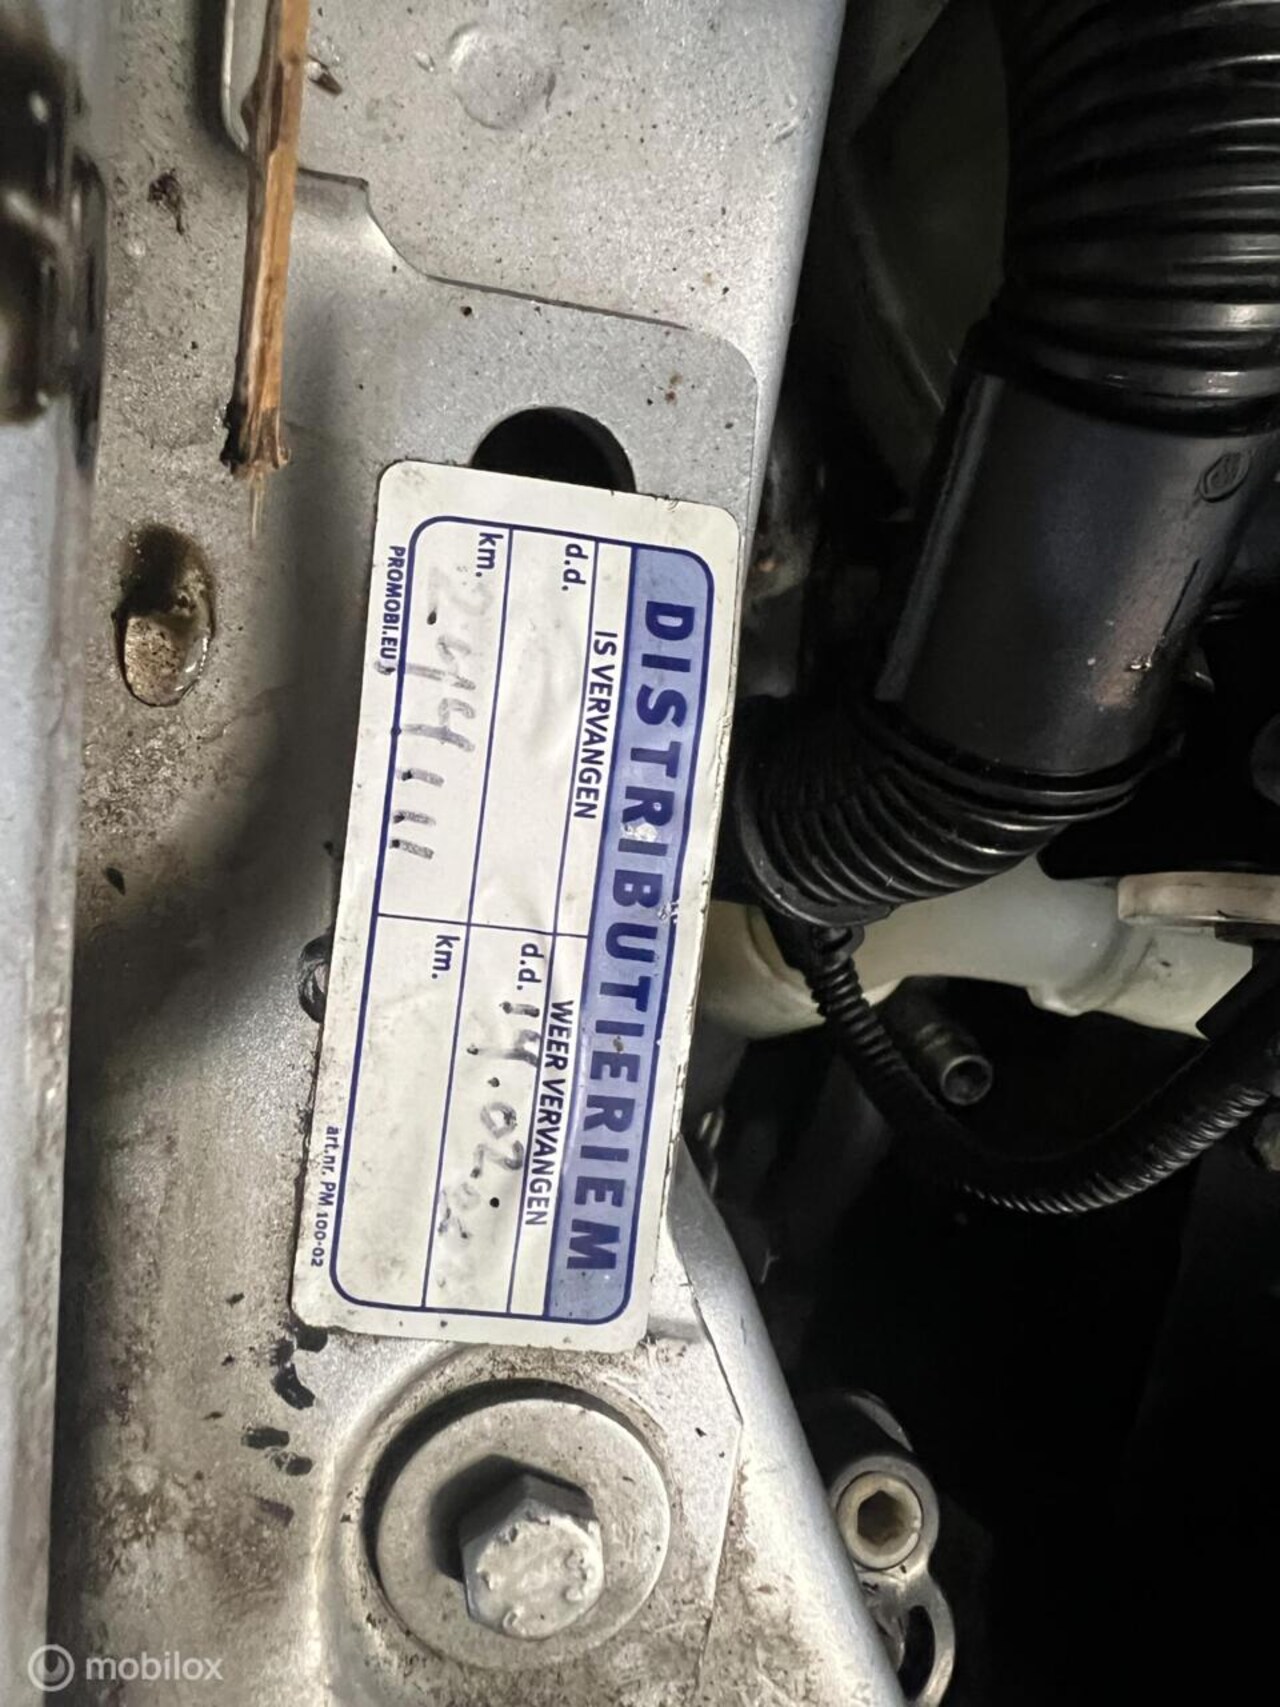 DISTRIBUTIERIEM
IS VERVANGEN
d.d.
km. 244111
PROMOBI.EU
WEER VERVANGEN
d.d. 14.02.
km.
art.nr. PM 100-02
mobilox